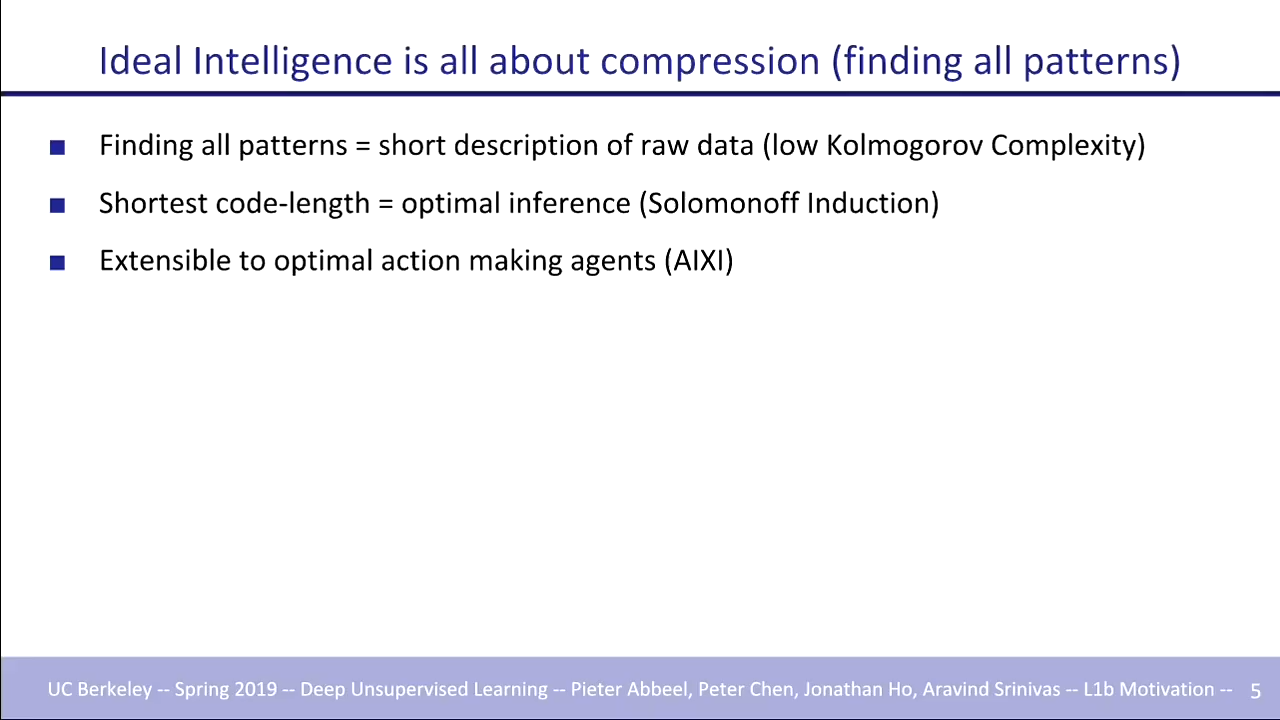 Ideal Intelligence is all about compression (finding all patterns)
Finding all patterns = short description of raw data (low Kolmogorov Complexity)
Shortest code-length = optimal inference (Solomonoff Induction)
Extensible to optimal action making agents (AIXI)
UC Berkeley -- Spring 2019 -- Deep Unsupervised Learning -- Pieter Abbeel, Peter Chen, Jonathan Ho, Aravind Srinivas -- L1b Motivation -- 5